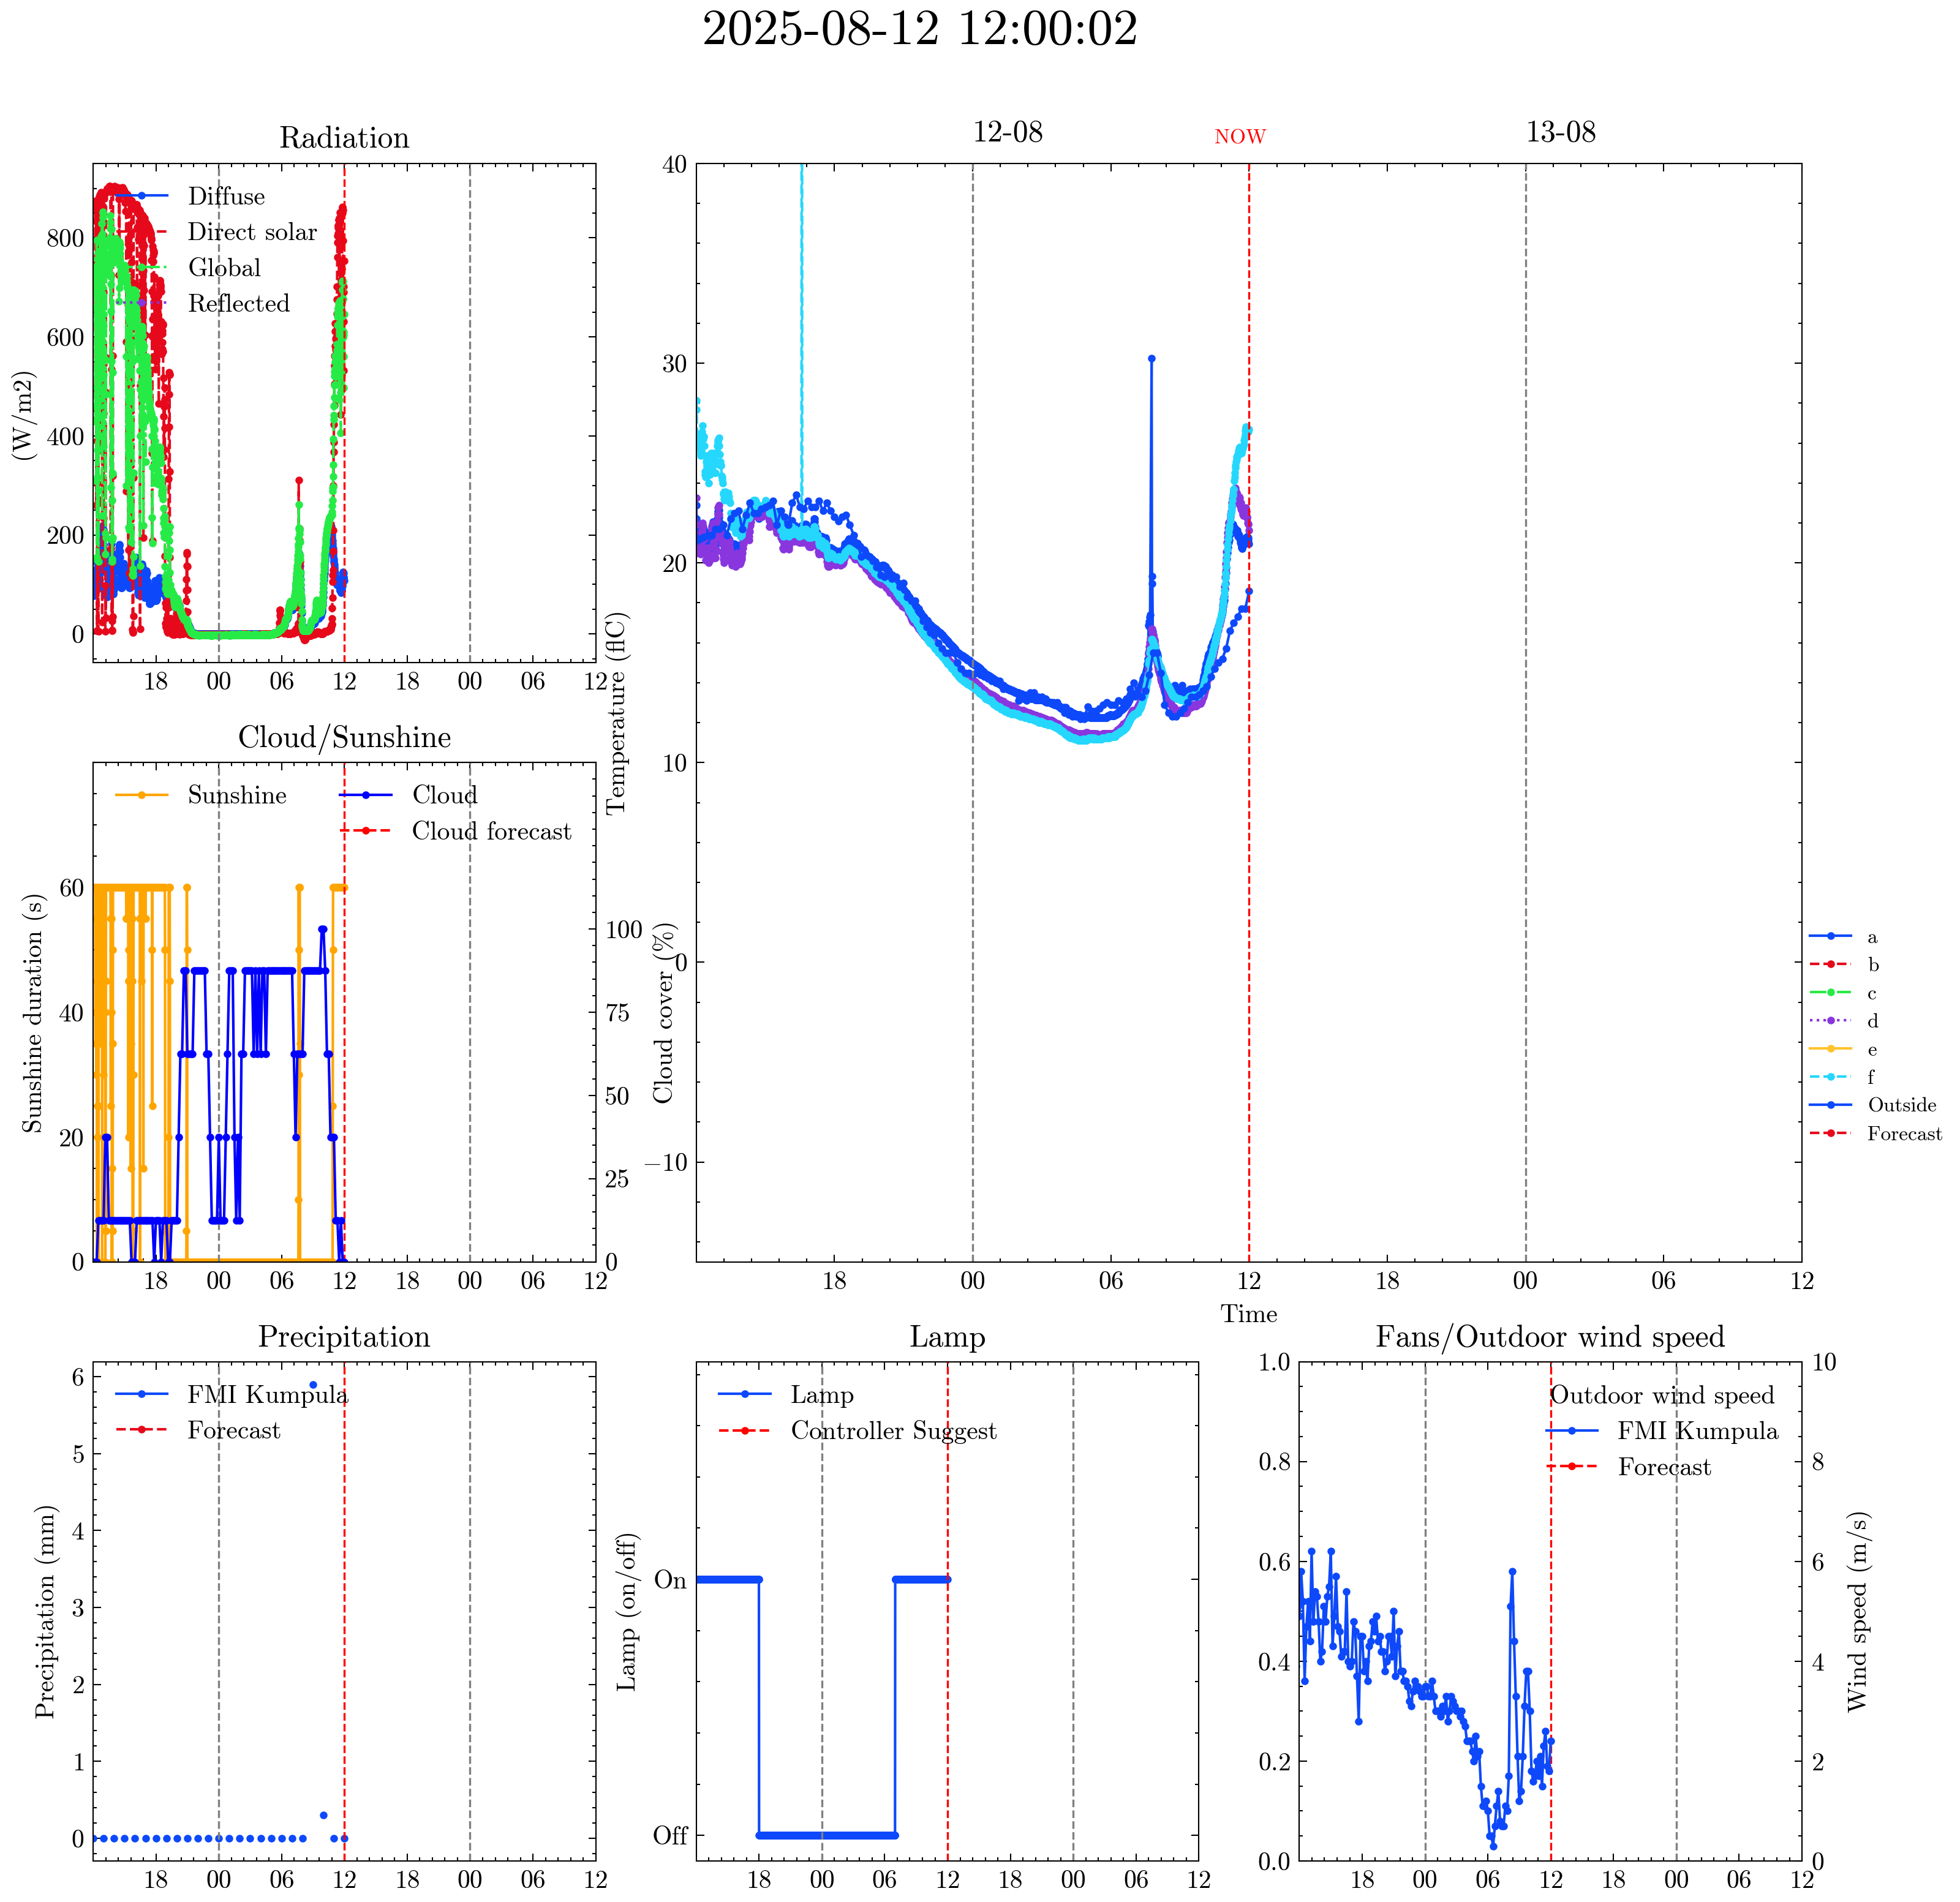 2025-08-12 12:00:02
Radiation
(W/m2)
800
600
400
200
0
Diffuse
Direct solar
Global
Reflected
18 00 06 12 18 00 06 12
12-08 NOW 13-08
Temperature (flC)
40
30
20
10
0
−10
18 00 06 12 18 00 06 12
Time
a
b
c
d
e
f
Outside
Forecast
Cloud/Sunshine
Sunshine duration (s)
60
40
20
0
Sunshine
Cloud
Cloud forecast
Cloud cover (%)
100
75
50
25
0
18 00 06 12 18 00 06 12
Precipitation
Precipitation (mm)
6
5
4
3
2
1
0
FMI Kumpula
Forecast
18 00 06 12 18 00 06 12
Lamp
Lamp (on/off)
On
Off
Lamp
Controller Suggest
18 00 06 12 18 00 06 12
Fans/Outdoor wind speed
1.0
0.8
0.6
0.4
0.2
0.0
Outdoor wind speed
FMI Kumpula
Forecast
10
8
6
4
2
0
Wind speed (m/s)
18 00 06 12 18 00 06 12